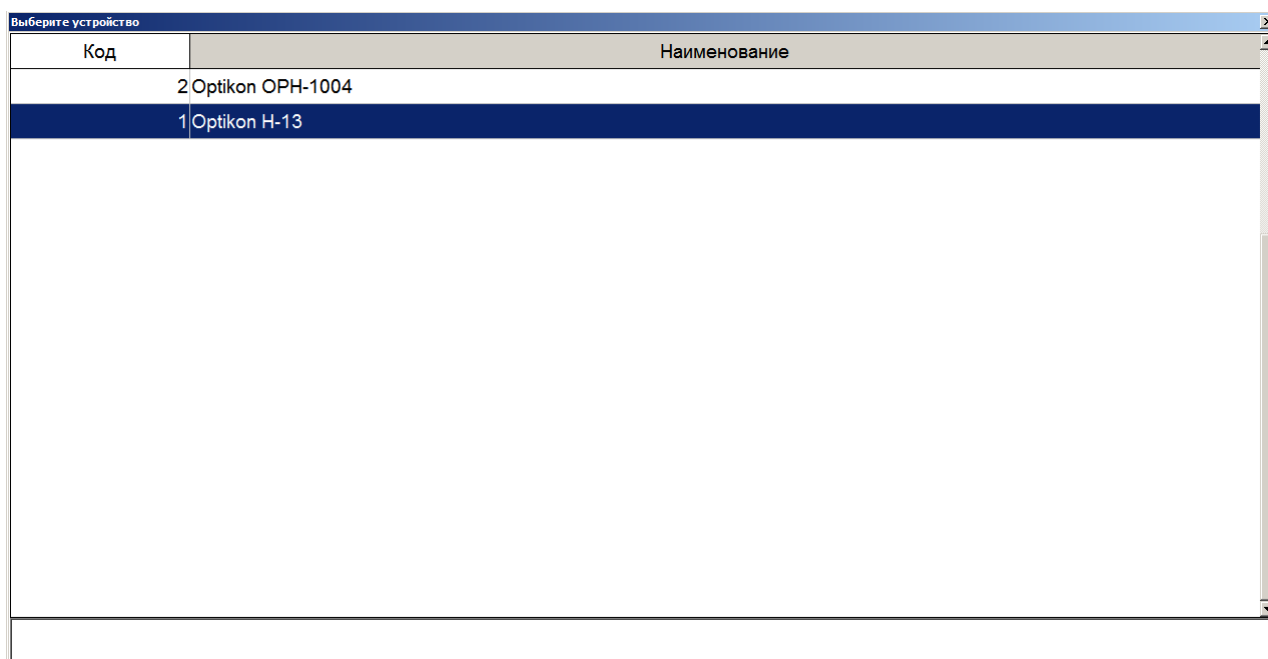 Выберите устройство
Код Наименование
2 Optikon OPH-1004
1 Optikon H-13